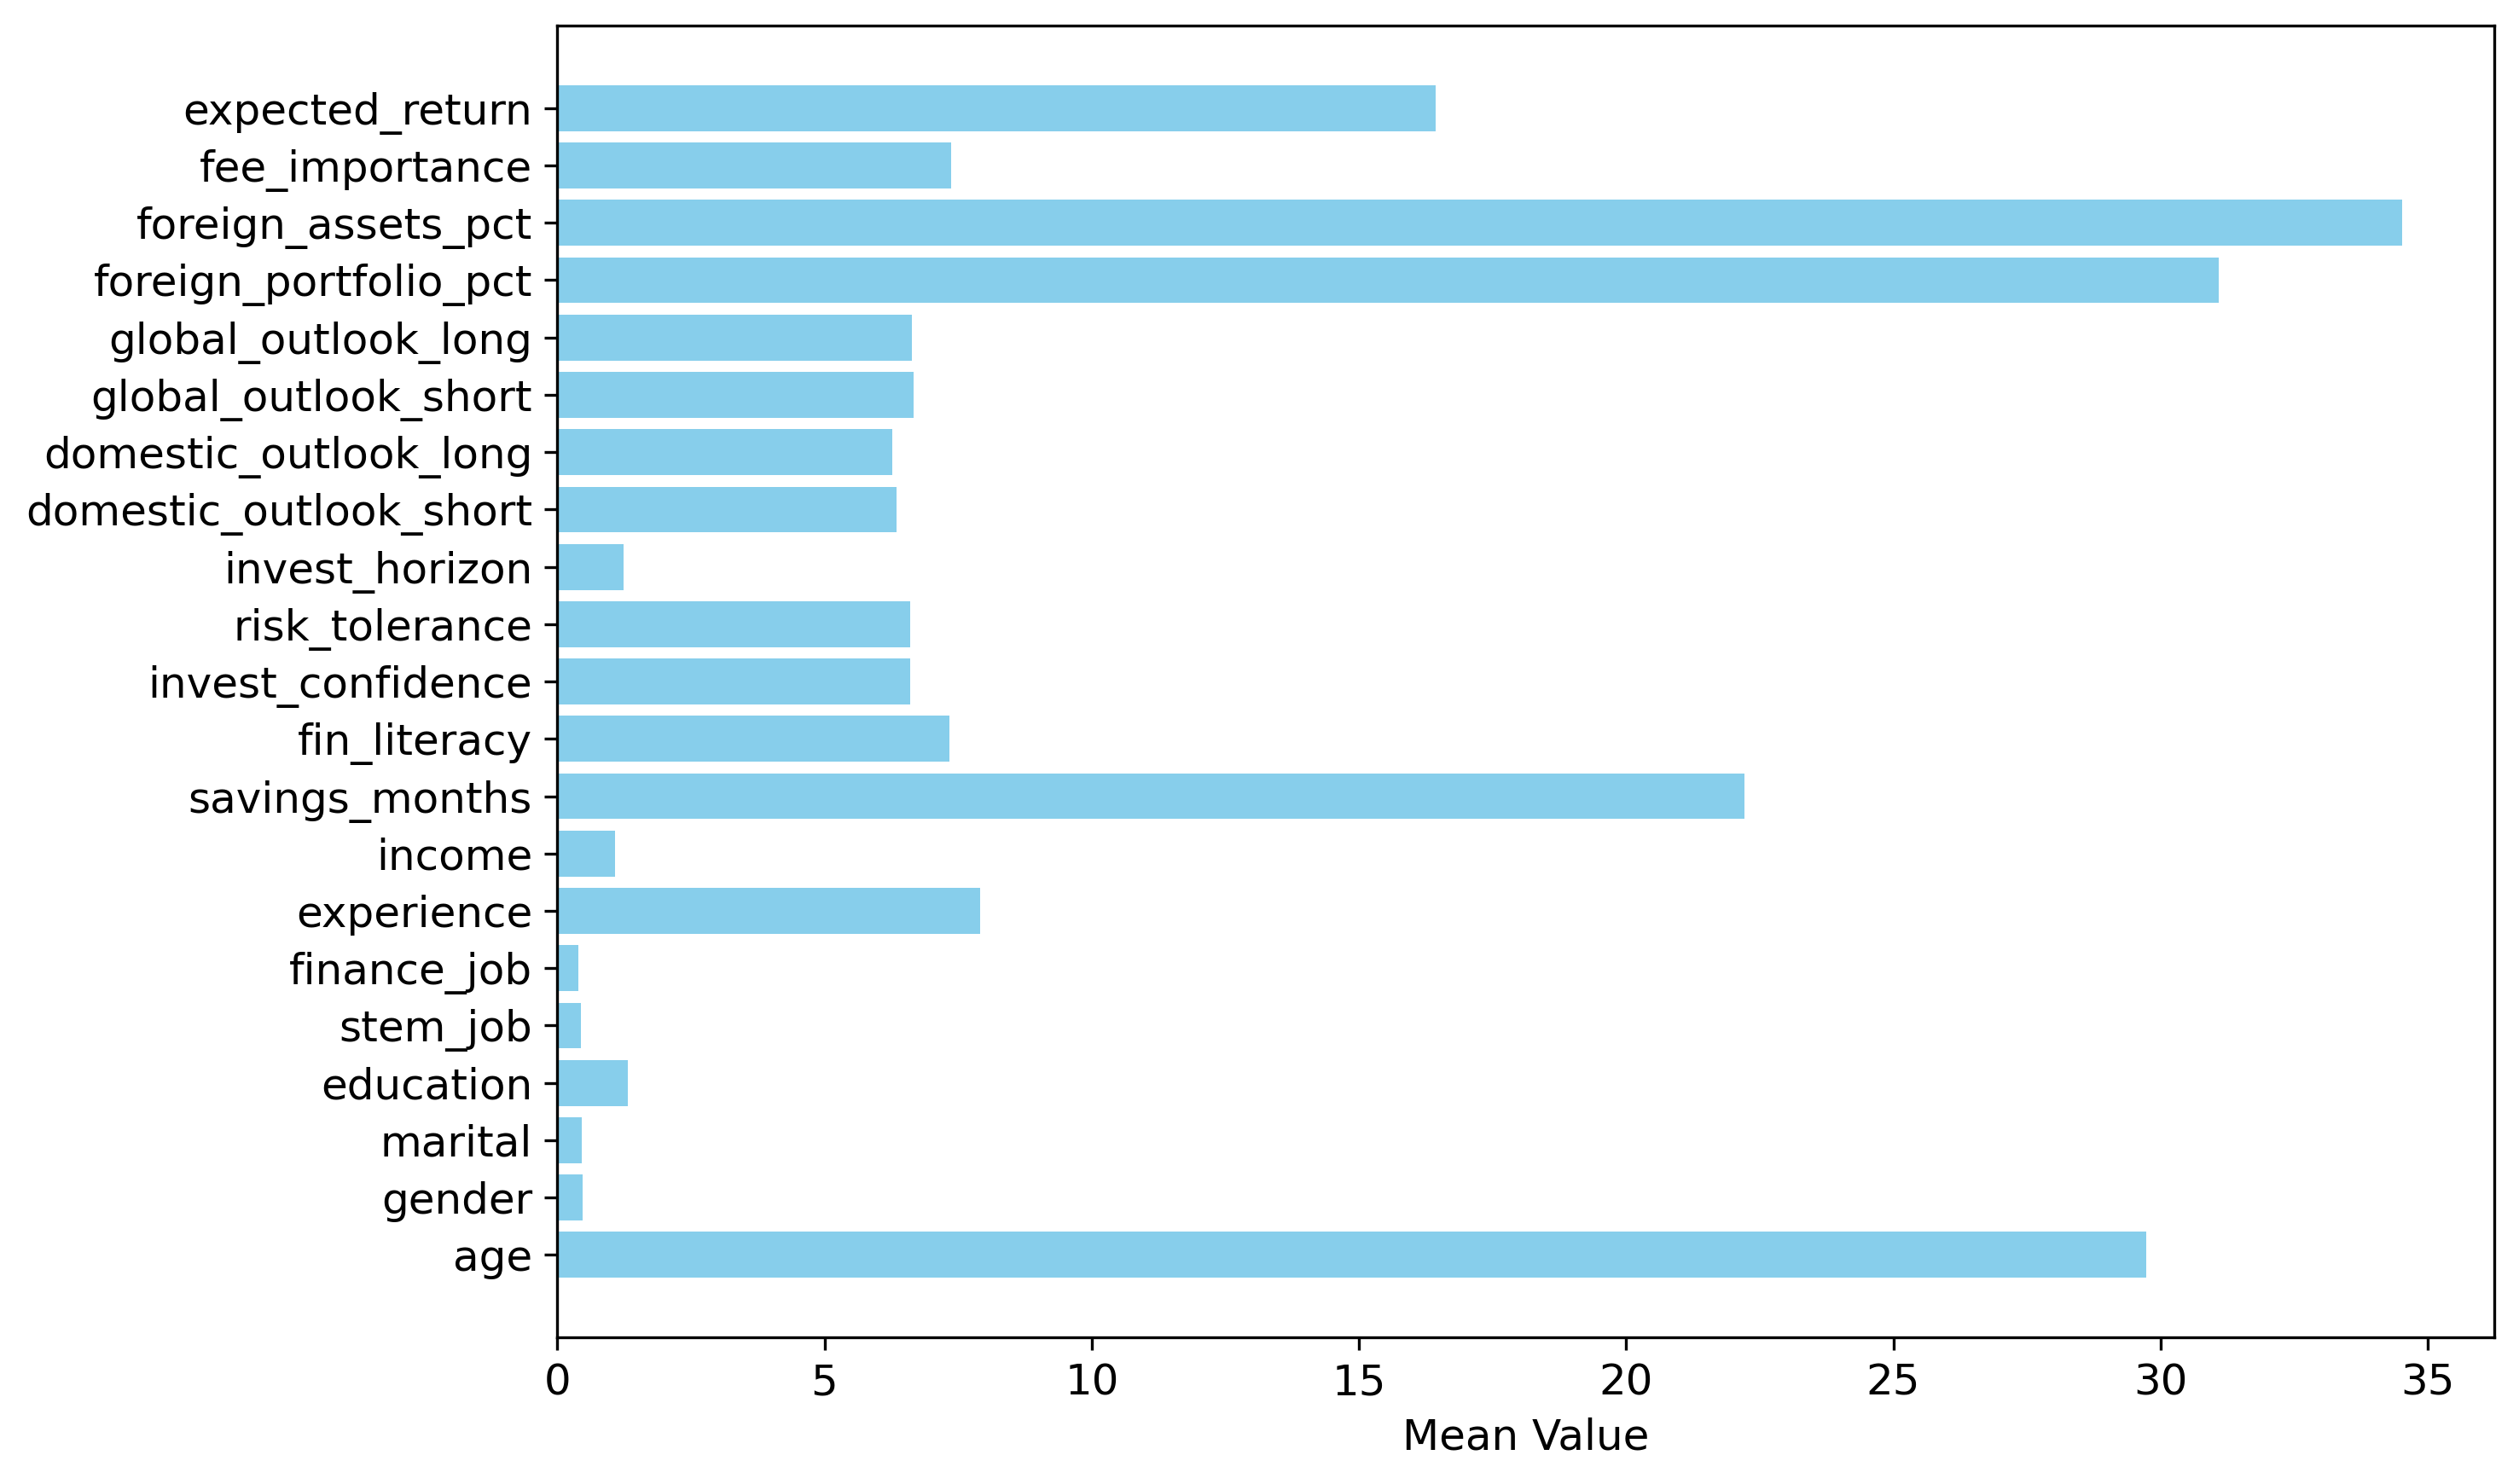 expected_return
fee_importance
foreign_assets_pct
foreign_portfolio_pct
global_outlook_long
global_outlook_short
domestic_outlook_long
domestic_outlook_short
invest_horizon
risk_tolerance
invest_confidence
fin_literacy
savings_months
income
experience
finance_job
stem_job
education
marital
gender
age
0 5 10 15 20 25 30 35
Mean Value